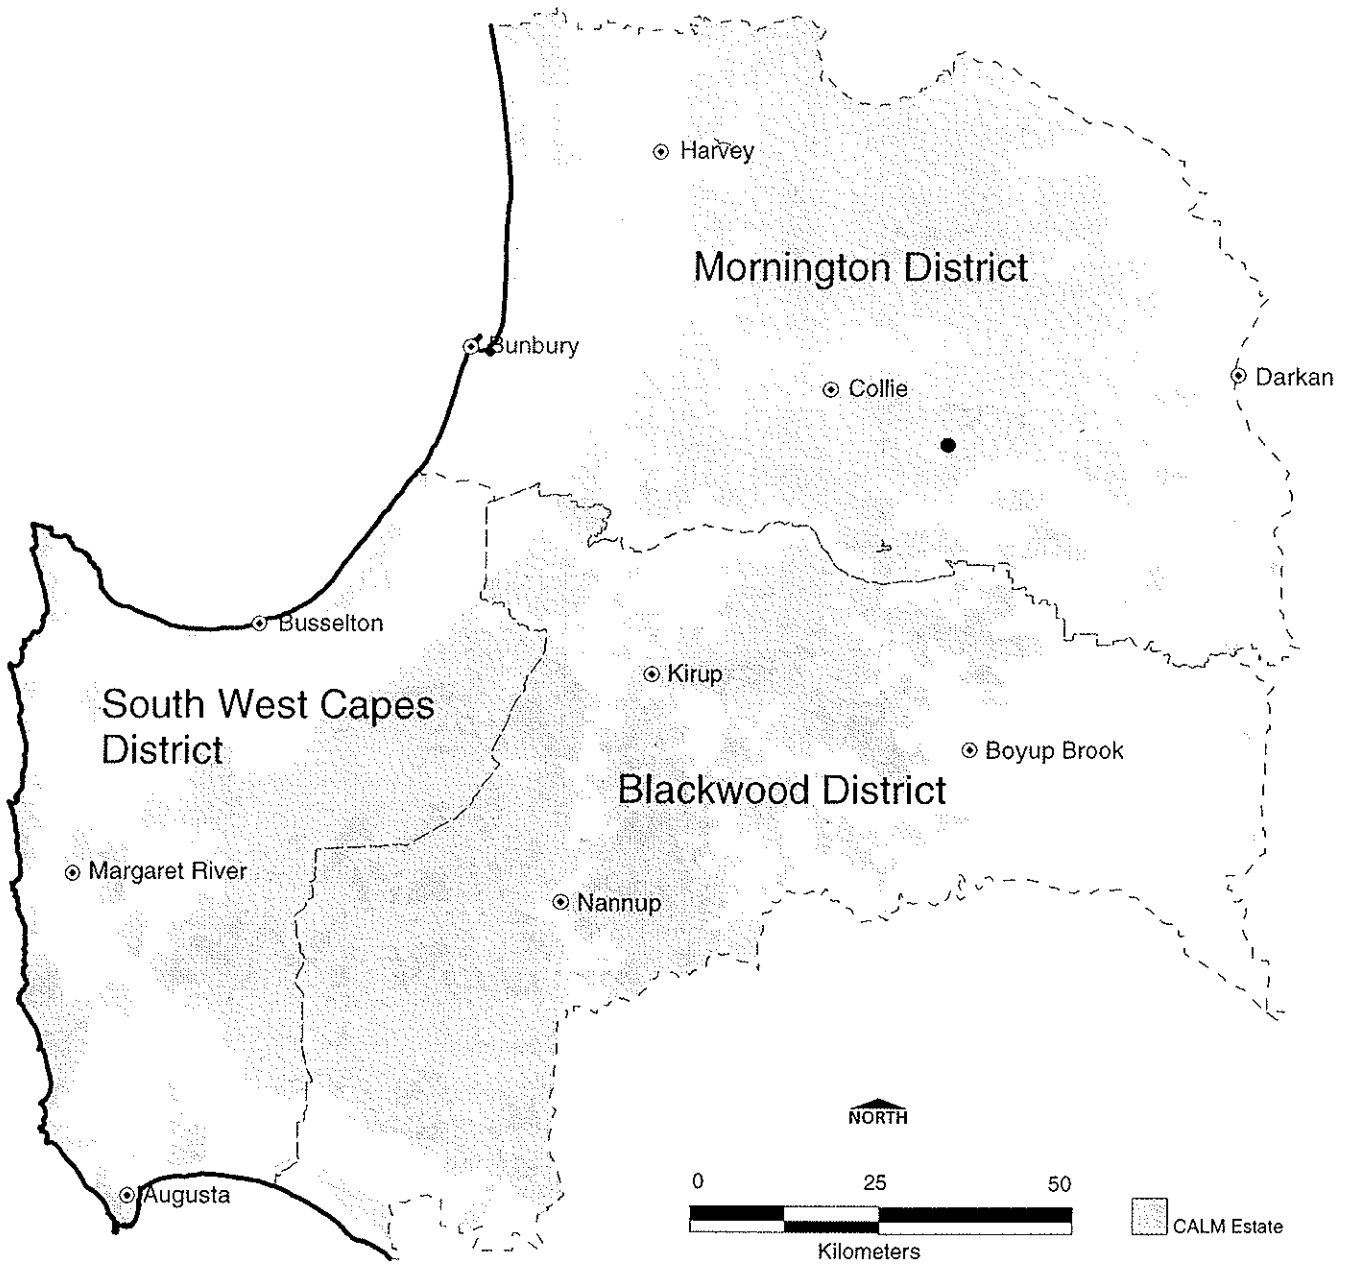 Harvey
Mornington District
Bunbury
Collie
Darkan
Busselton
Kirup
South West Capes
District
Boyup Brook
Blackwood District
Margaret River
Nannup
NORTH
0 25 50
Augusta
CALM Estate
Kilometers